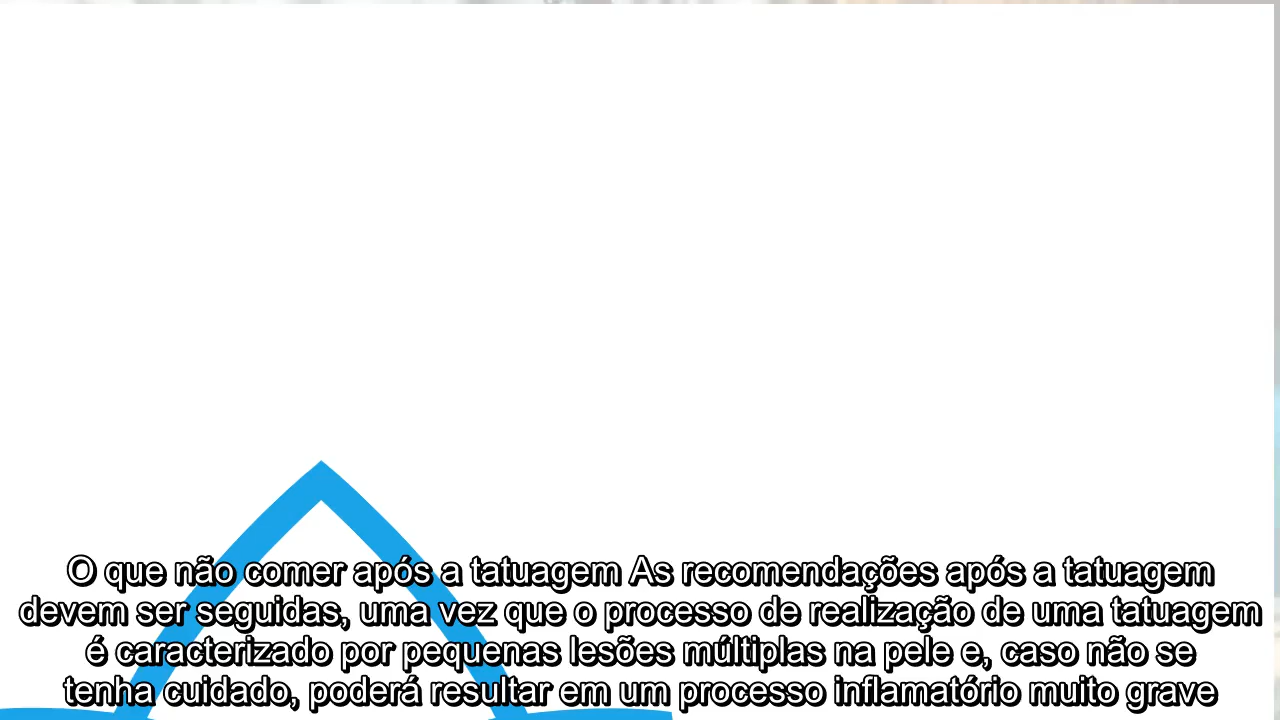 O que não comer após a tatuagem As recomendações após a tatuagem
devem ser seguidas, uma vez que o processo de realização de uma tatuagem
é caracterizado por pequenas lesões múltiplas na pele e, caso não se
tenha cuidado, poderá resultar em um processo inflamatório muito grave